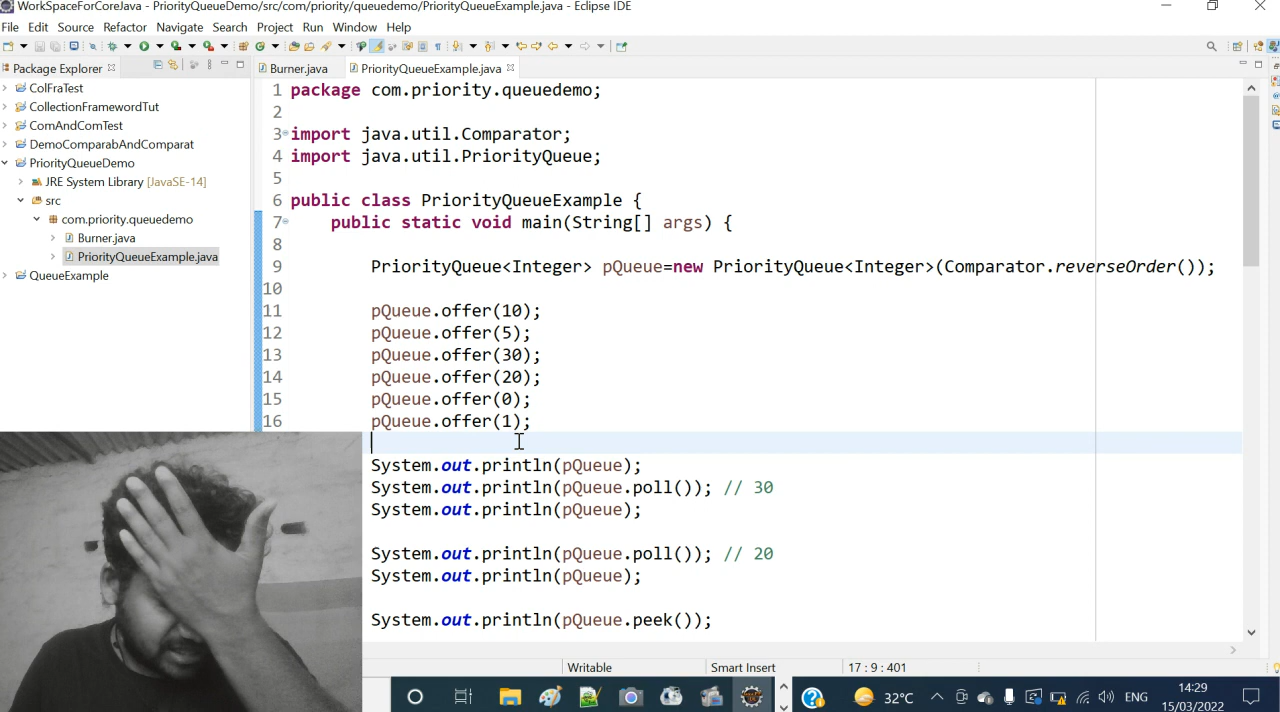 WorkSpaceForCoreJava - PriorityQueueDemo/src/com/priority/queuedemo/PriorityQueueExample.java - Eclipse IDE
File Edit Source Refactor Navigate Search Project Run Window Help
Package Explorer
ColFraTest
CollectionFramewordTut
ComAndComTest
DemoComparabAndComparat
PriorityQueueDemo
JRE System Library [JavaSE-14]
src
com.priority.queuedemo
Burner.java
PriorityQueueExample.java
QueueExample
Burner.java PriorityQueueExample.java
1 package com.priority.queuedemo;
2
3 import java.util.Comparator;
4 import java.util.PriorityQueue;
5
6 public class PriorityQueueExample {
7 public static void main(String[] args) {
8
9 PriorityQueue<Integer> pQueue=new PriorityQueue<Integer>(Comparator.reverseOrder());
10
11 pQueue.offer(10);
12 pQueue.offer(5);
13 pQueue.offer(30);
14 pQueue.offer(20);
15 pQueue.offer(0);
16 pQueue.offer(1);
System.out.println(pQueue);
System.out.println(pQueue.poll()); // 30
System.out.println(pQueue);
System.out.println(pQueue.poll()); // 20
System.out.println(pQueue);
System.out.println(pQueue.peek());
Writable Smart Insert 17 : 9 : 401
32°C ENG 14:29
15/03/2022